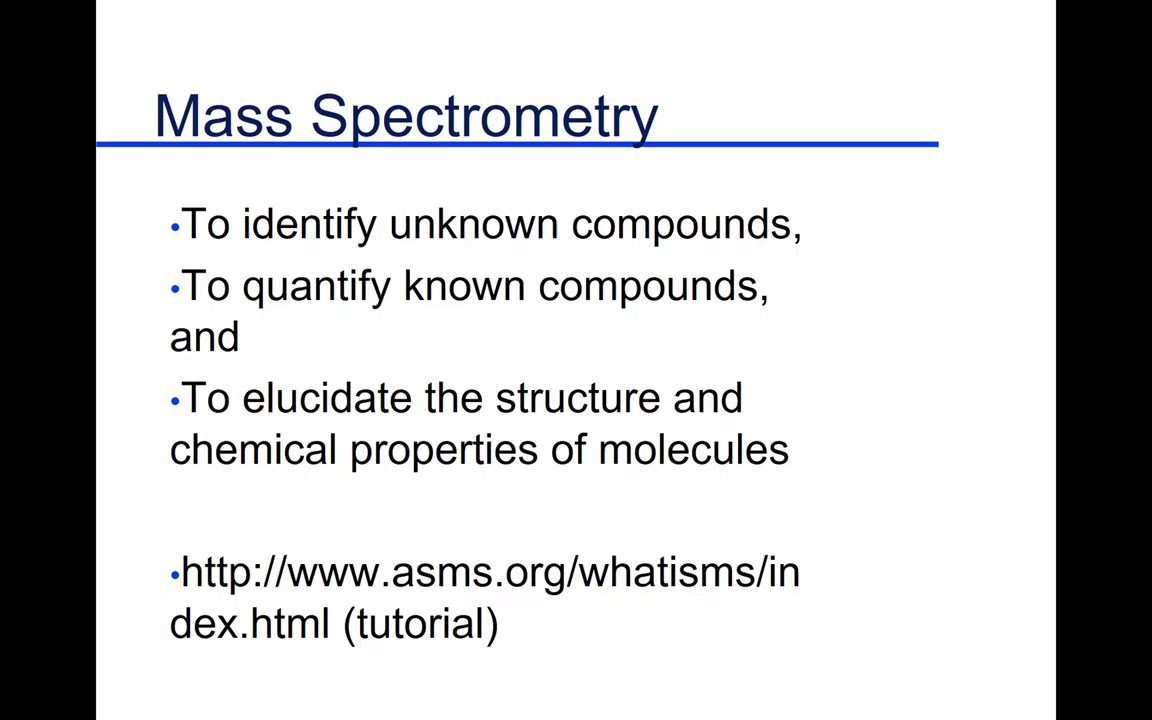 Mass Spectrometry
•To identify unknown compounds,
•To quantify known compounds,
and
•To elucidate the structure and
chemical properties of molecules
•http://www.asms.org/whatisms/in
dex.html (tutorial)